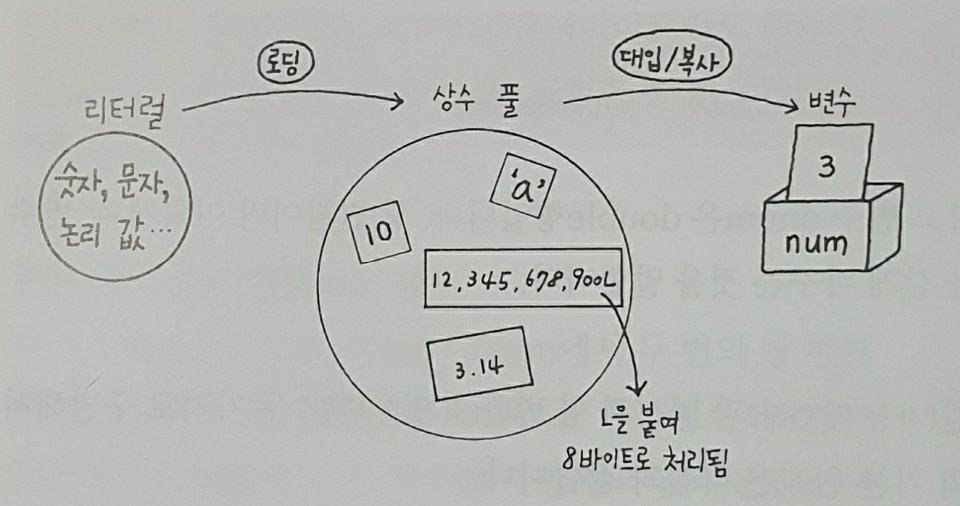 로딩
대입/복사
리터럴
상수 풀
변수
숫자, 문자,
논리 값…
'a'
10
3
12,345,678,900L
num
3.14
L을 붙여
8바이트로 처리됨